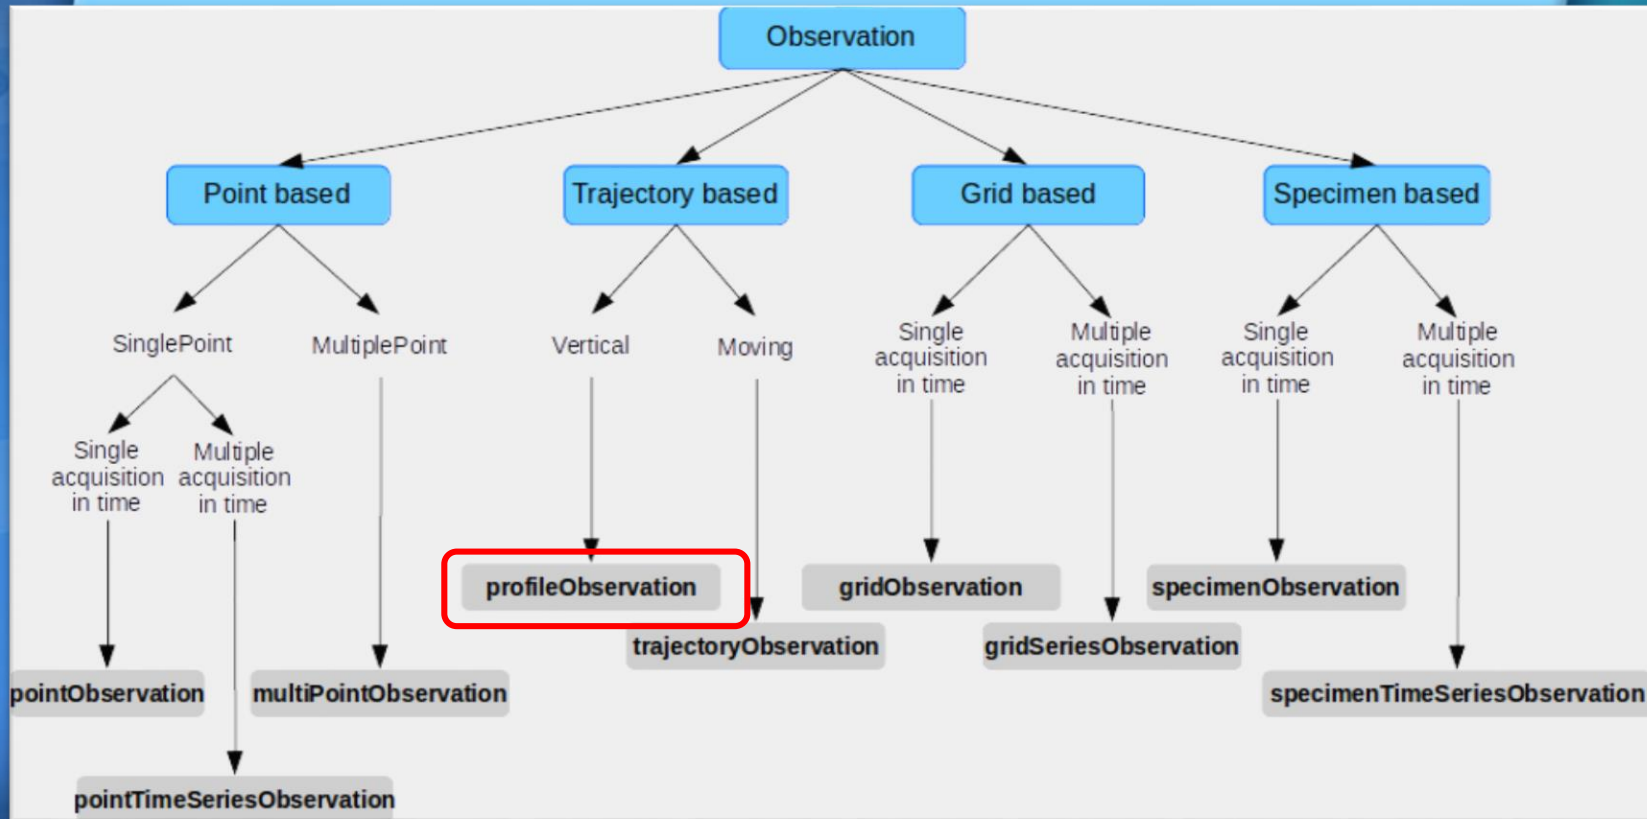 Observation
Point based
Trajectory based
Grid based
Specimen based
SinglePoint
MultiplePoint
Vertical
Moving
Single
acquisition
in time
Multiple
acquisition
in time
Single
acquisition
in time
Multiple
acquisition
in time
Single
acquisition
in time
Multiple
acquisition
in time
profileObservation
gridObservation
specimenObservation
trajectoryObservation
gridSeriesObservation
pointObservation
multiPointObservation
specimenTimeSeriesObservation
pointTimeSeriesObservation